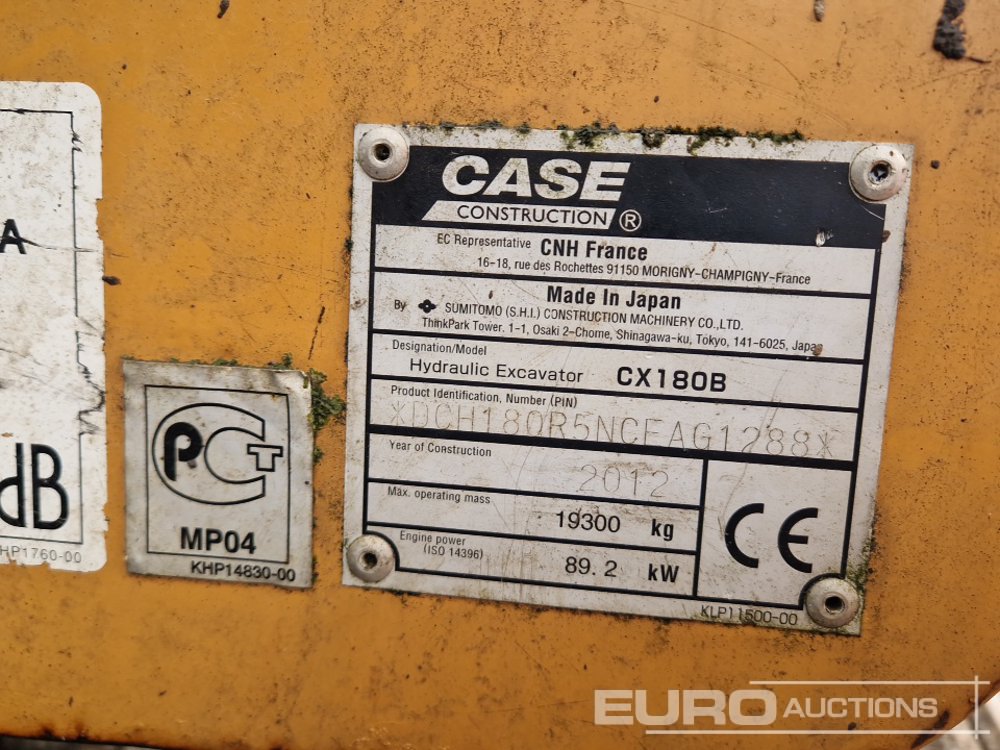 A
dB
HP1760-00
PCT
MP04
KHP14830-00
CASE
CONSTRUCTION ®
EC Representative CNH France
16-18, rue des Rochettes 91150 MORIGNY-CHAMPIGNY-France
Made In Japan
By SUMITOMO (S.H.I.) CONSTRUCTION MACHINERY CO.,LTD.
ThinkPark Tower. 1-1, Osaki 2-Chome, Shinagawa-ku, Tokyo, 141-6025, Japan
Designation/Model
Hydraulic Excavator CX180B
Product Identification, Number (PIN)
*DCH180R5NCEAG1288*
Year of Construction
2012
Max. operating mass
19300 kg
Engine power
(ISO 14396)
89.2 kW
CE
KLP11500-00
EURO AUCTIONS